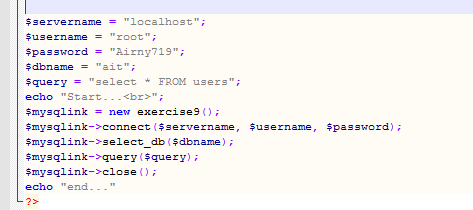 $servername = "localhost";
$username = "root";
$password = "Airny719";
$dbname = "ait";
$query = "select * FROM users";
echo "Start...<br>";
$mysqlink = new exercise9();
$mysqlink->connect($servername, $username, $password);
$mysqlink->select_db($dbname);
$mysqlink->query($query);
$mysqlink->close();
echo "end..."
?>